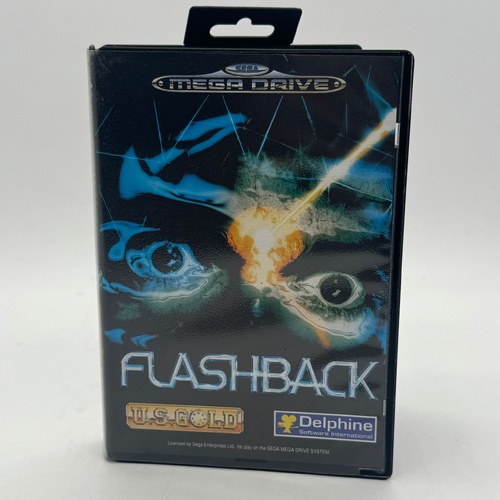 SEGA
MEGA DRIVE
FLASHBACK
U.S.GOLD
Delphine
Software International
Licensed by Sega Enterprises Ltd. for play on the SEGA MEGA DRIVE SYSTEM.